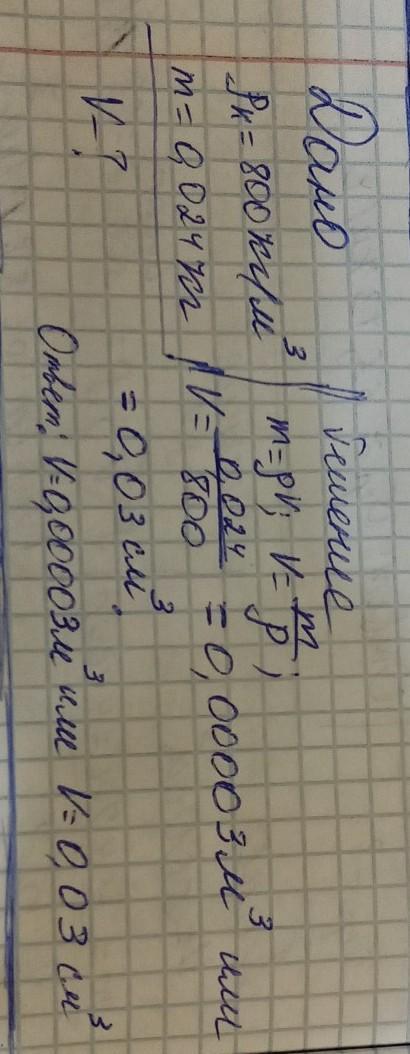 Дано
ρк = 800 кг/м³
m = 0,024 кг
V – ?
Решение
m = ρV; V = m/ρ;
V = 0,024/800 = 0,00003 м³ или
= 0,03 см³.
Ответ: V = 0,00003 м³ или V = 0,03 см³